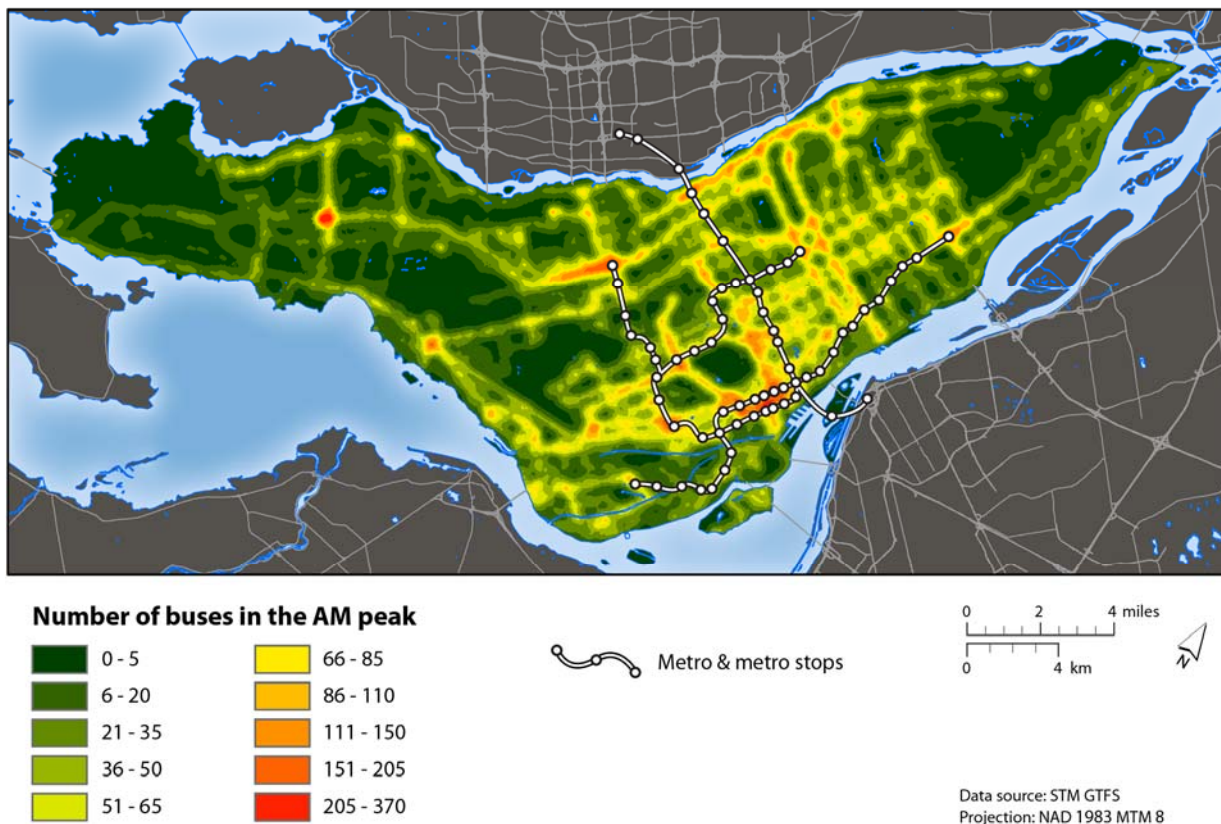 Number of buses in the AM peak
0 - 5
6 - 20
21 - 35
36 - 50
51 - 65
66 - 85
86 - 110
111 - 150
151 - 205
205 - 370
Metro & metro stops
0 2 4 miles
0 4 km
N
Data source: STM GTFS
Projection: NAD 1983 MTM 8